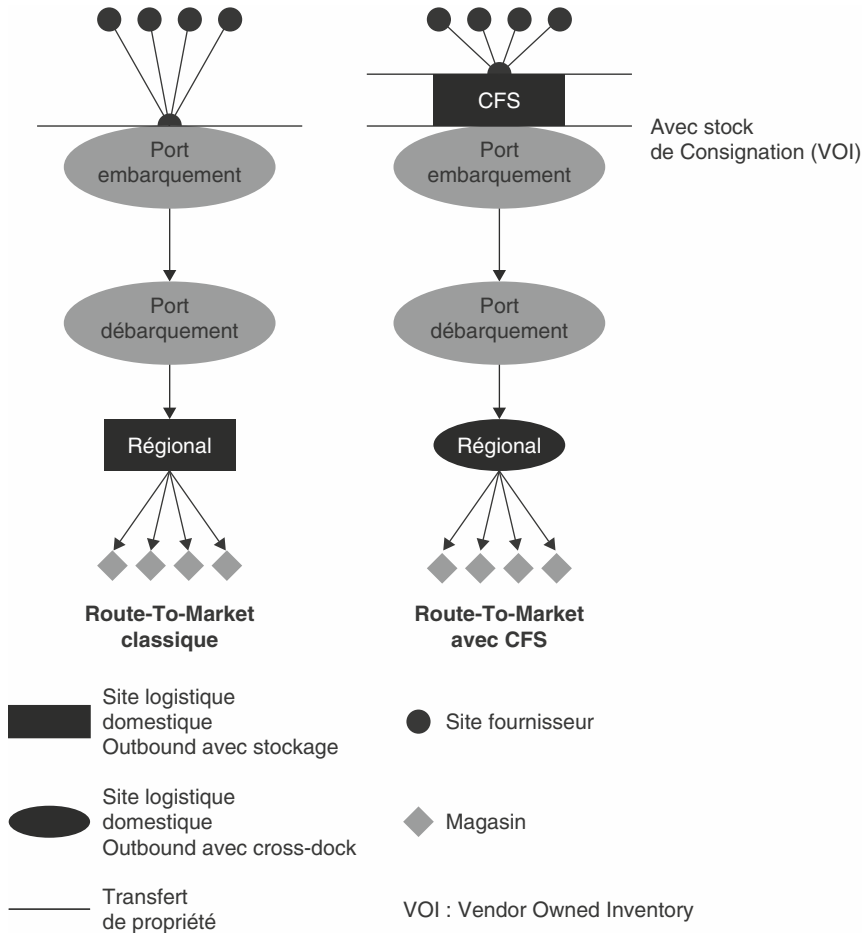 CFS
Avec stock
de Consignation (VOI)
Port
embarquement
Port
embarquement
Port
débarquement
Port
débarquement
Régional
Régional
Route-To-Market
classique
Route-To-Market
avec CFS
Site logistique
domestique
Outbound avec stockage
Site fournisseur
Site logistique
domestique
Outbound avec cross-dock
Magasin
Transfert
de propriété
VOI : Vendor Owned Inventory